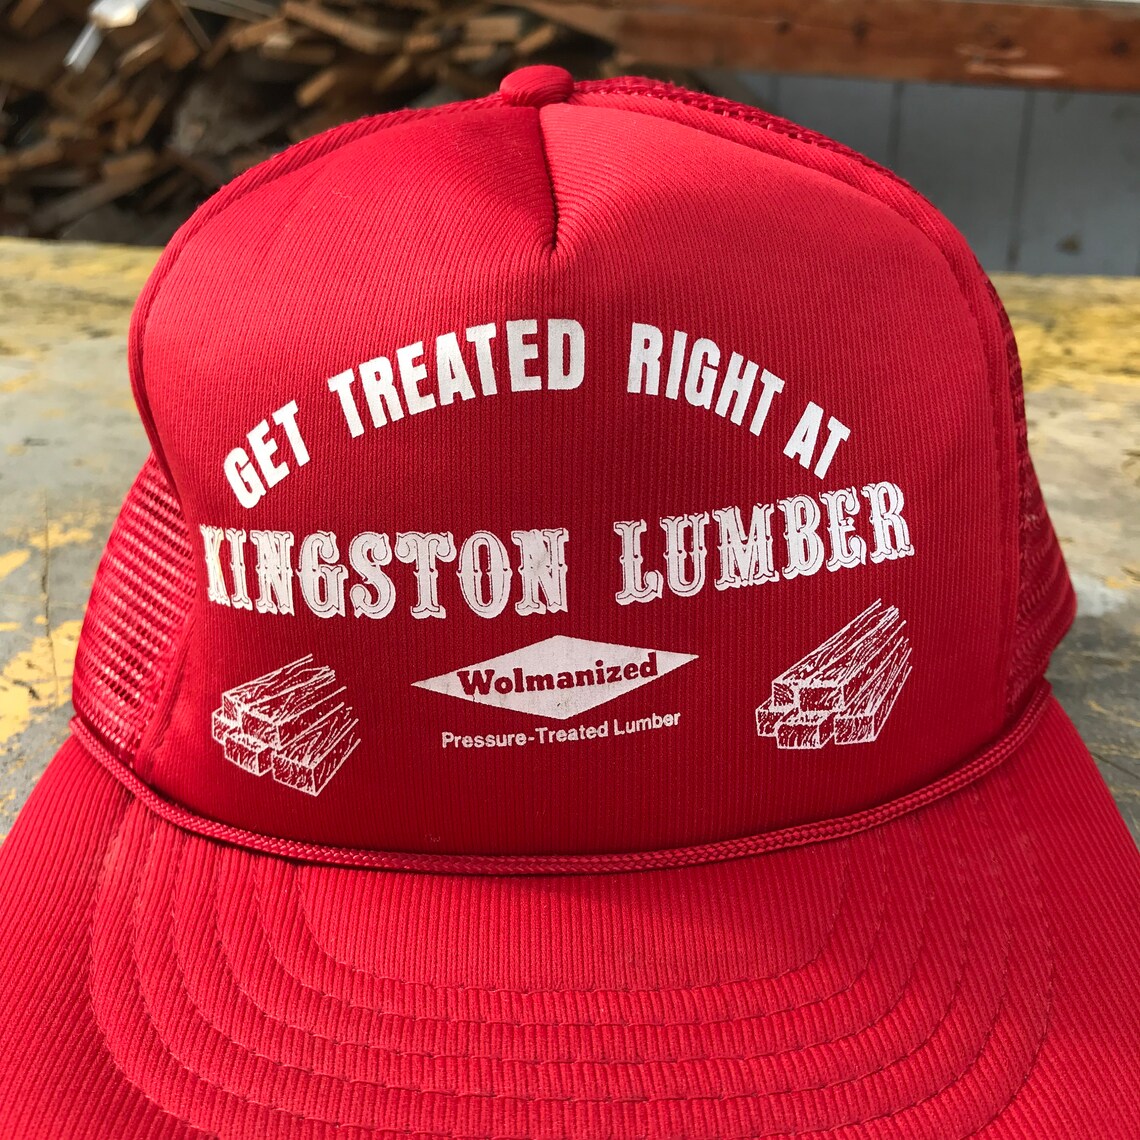 GET TREATED RIGHT AT
KINGSTON LUMBER
Wolmanized
Pressure-Treated Lumber